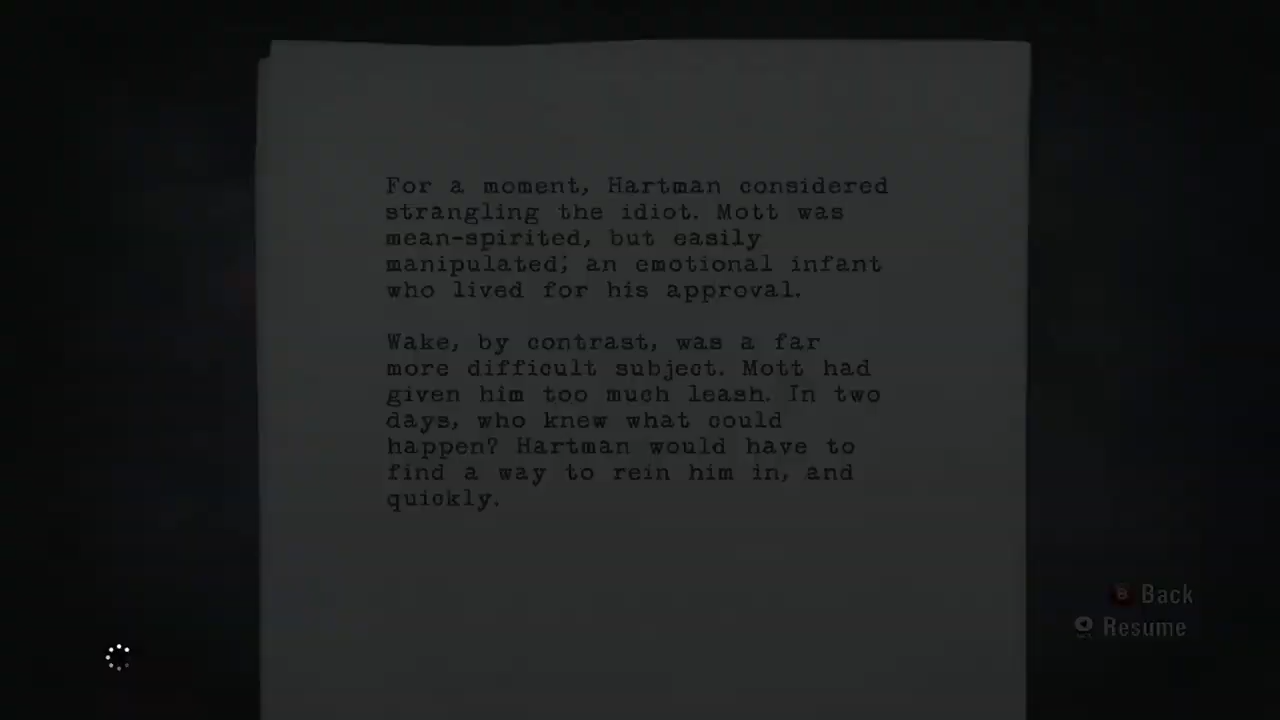 For a moment, Hartman considered
strangling the idiot. Mott was
mean-spirited, but easily
manipulated; an emotional infant
who lived for his approval.
Wake, by contrast, was a far
more difficult subject. Mott had
given him too much leash. In two
days, who knew what could
happen? Hartman would have to
find a way to rein him in, and
quickly.
B Back
Resume